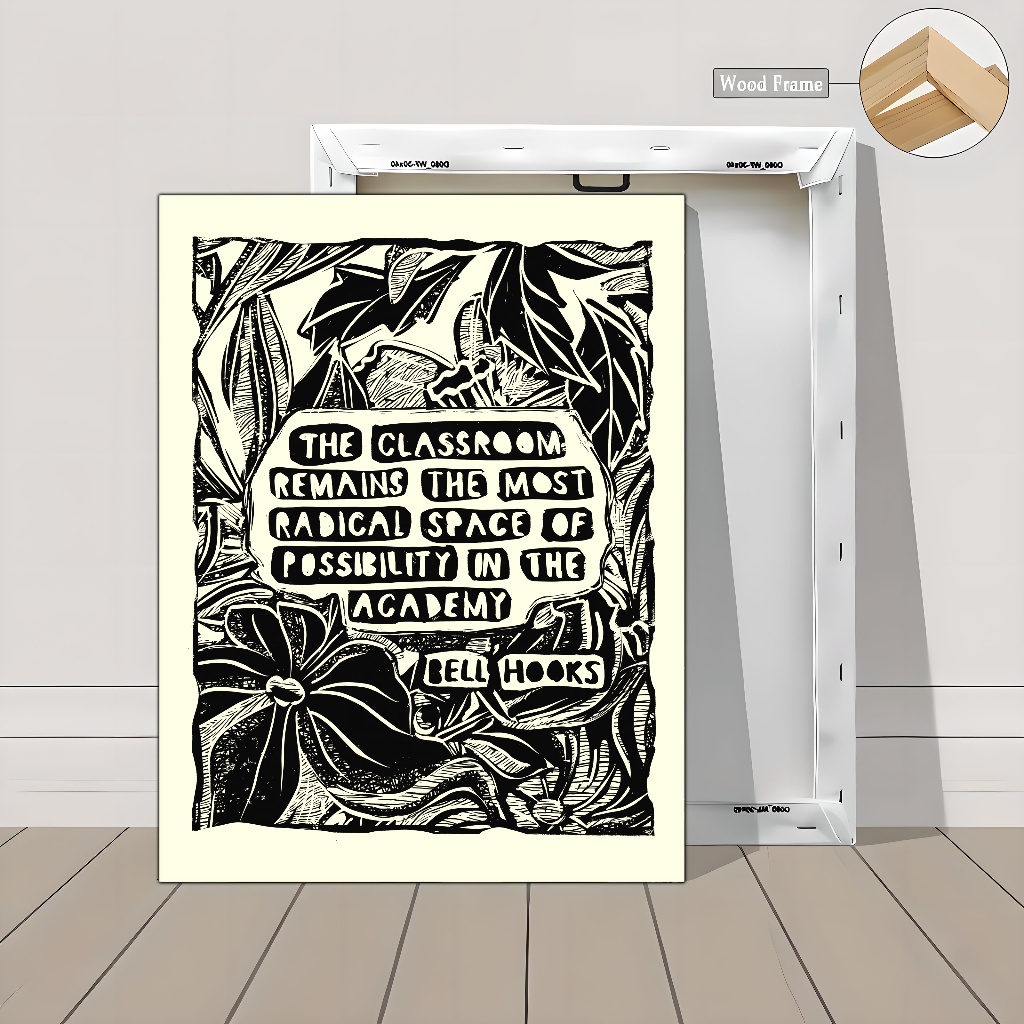 Wood Frame
THE CLASSROOM
REMAINS THE MOST
RADICAL SPACE OF
POSSIBILITY IN THE
ACADEMY
BELL HOOKS